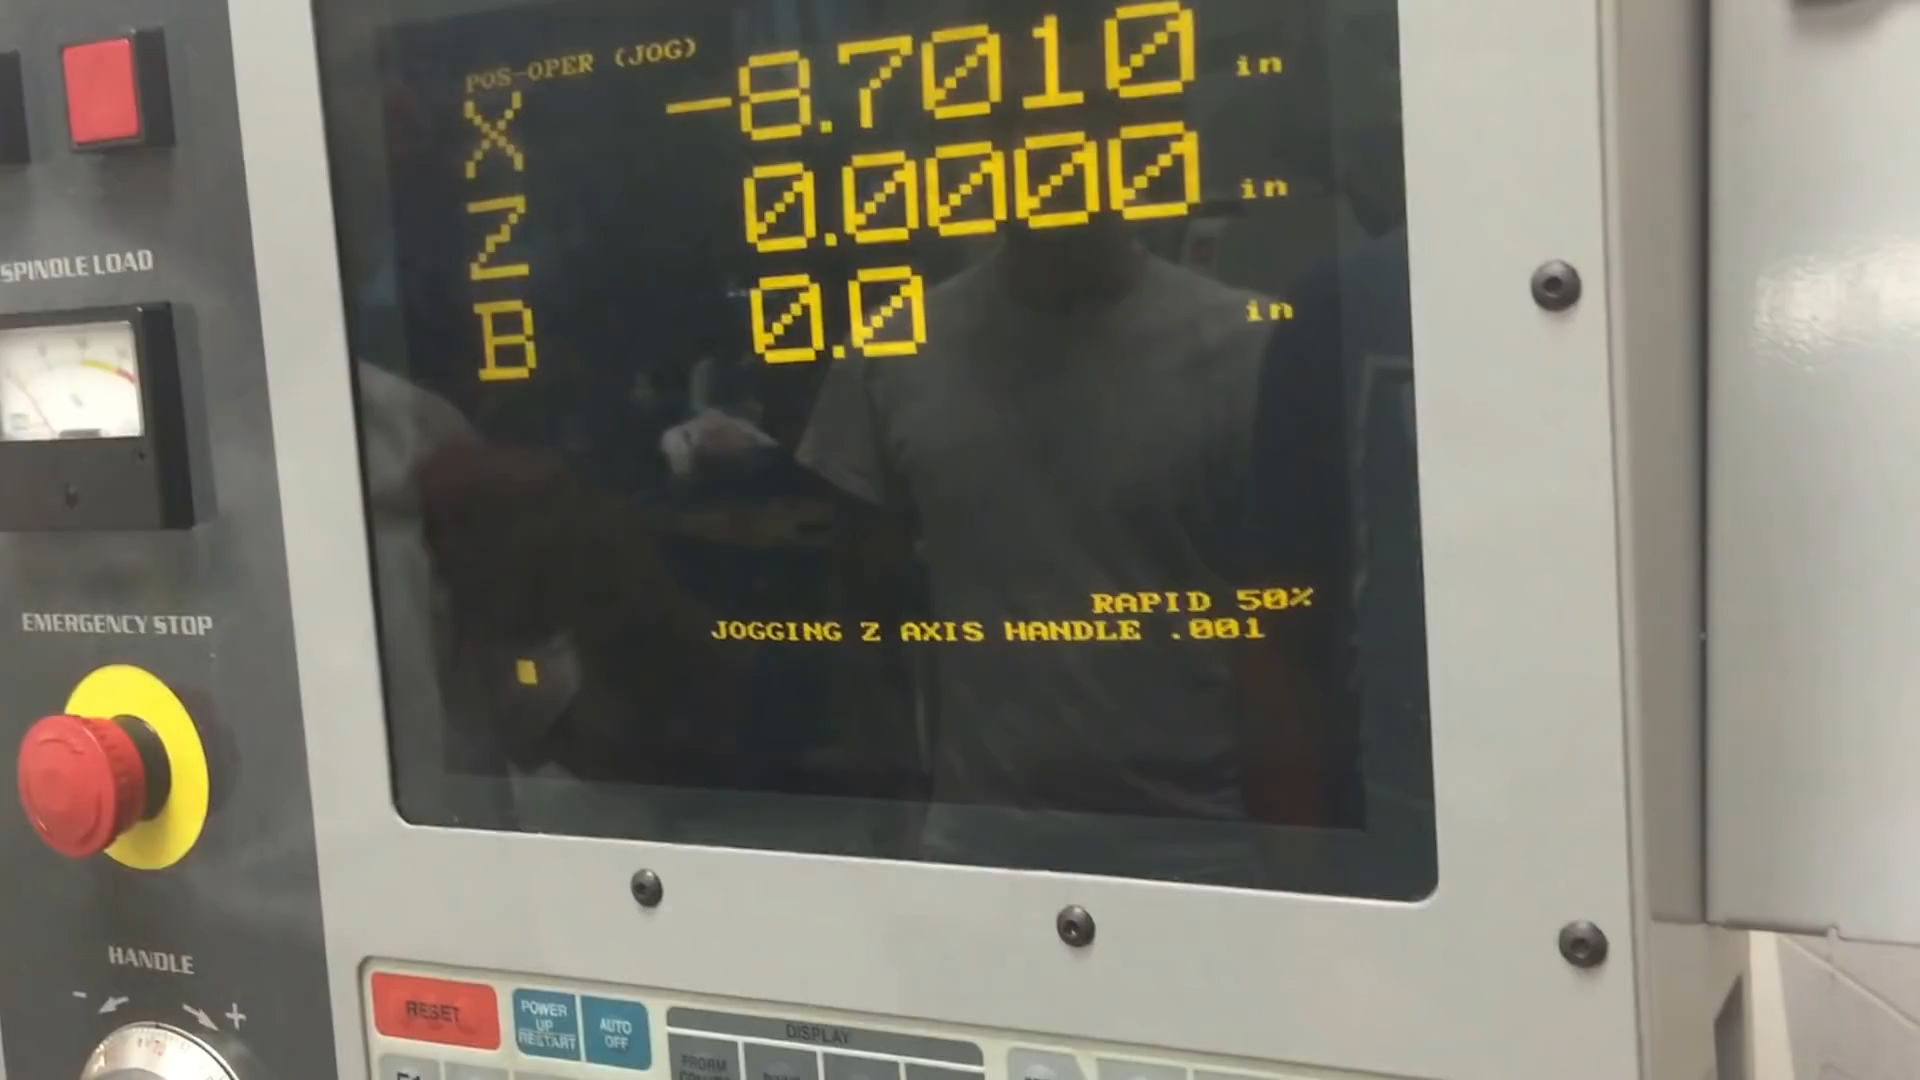 POS-OPER (JOG)
X -8.7010 in
Z 0.0000 in
B 0.0 in
RAPID 50%
JOGGING Z AXIS HANDLE .001
SPINDLE LOAD
EMERGENCY STOP
HANDLE
- +
RESET
POWER
UP
RESTART
AUTO
OFF
DISPLAY
PRGRM